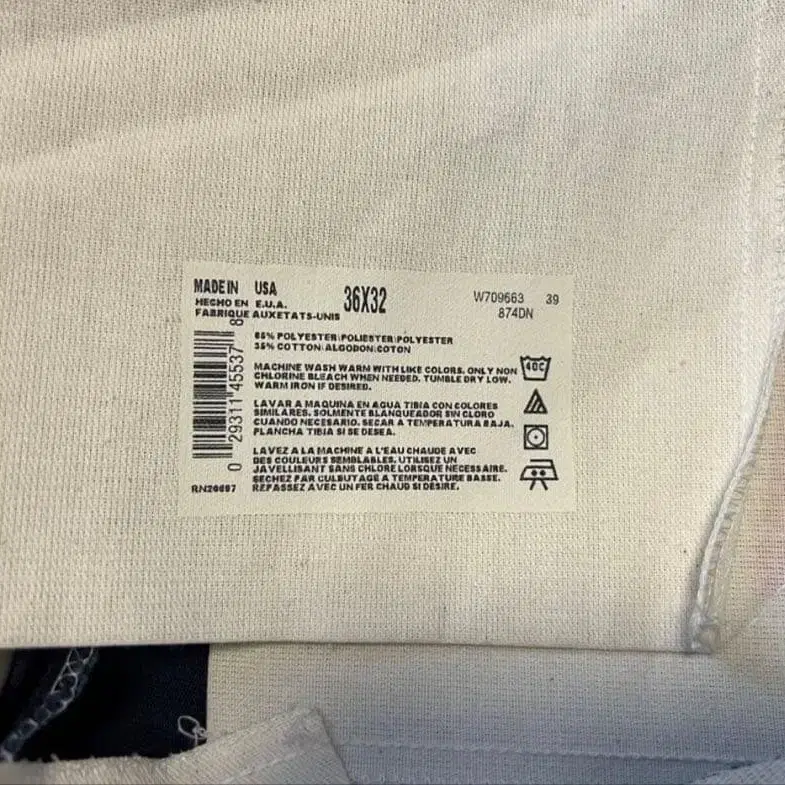 MADE IN USA 36X32 W709663 39
HECHO EN E.U.A. 874DN
FABRIQUE AUXETATS-UNIS
65% POLYESTER\POLIESTER\POLYESTER
35% COTTON\ALGODON\COTON
MACHINE WASH WARM WITH LIKE COLORS. ONLY NON
CHLORINE BLEACH WHEN NEEDED. TUMBLE DRY LOW.
WARM IRON IF DESIRED.
40C
LAVAR A MAQUINA EN AGUA TIBIA CON COLORES
SIMILARES. SOLMENTE BLANQUEADOR SIN CLORO
CUANDO NECESARIO. SECAR A TEMPERATURA BAJA.
PLANCHA TIBIA SI SE DESEA.
LAVEZ A LA MACHINE A L'EAU CHAUDE AVEC
DES COULEURS SEMBLABLES. UTILISEZ UN
JAVELLISANT SANS CHLORE LORSQUE NECESSAIRE.
SECHEZ PAR CULBUTAGE A TEMPERATURE BASSE.
REPASSEZ AVEC UN FER CHAUD SI DESIRE.
0 29311 45537 8
RN20697